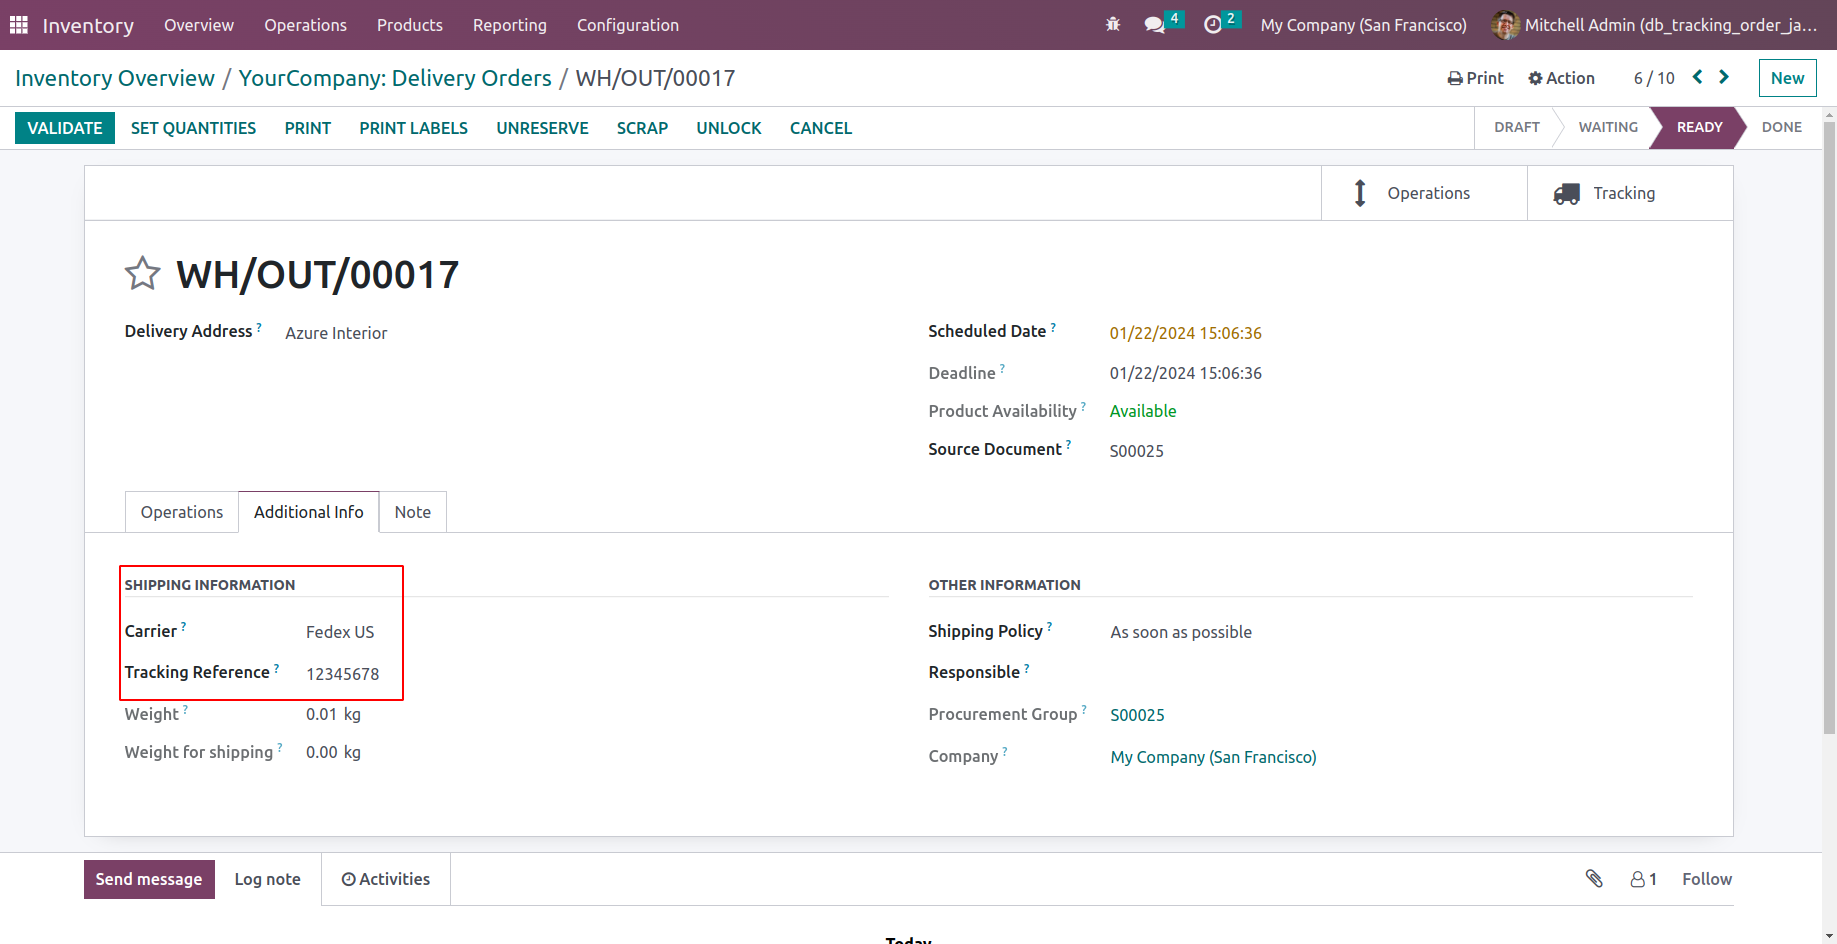 Inventory Overview Operations Products Reporting Configuration 4 2 My Company (San Francisco) Mitchell Admin (db_tracking_order_ja...
Inventory Overview / YourCompany: Delivery Orders / WH/OUT/00017 Print Action 6 / 10 New
VALIDATE SET QUANTITIES PRINT PRINT LABELS UNRESERVE SCRAP UNLOCK CANCEL DRAFT WAITING READY DONE
Operations Tracking
WH/OUT/00017
Delivery Address ? Azure Interior
Scheduled Date ? 01/22/2024 15:06:36
Deadline ? 01/22/2024 15:06:36
Product Availability ? Available
Source Document ? S00025
Operations Additional Info Note
SHIPPING INFORMATION
Carrier ? Fedex US
Tracking Reference ? 12345678
Weight ? 0.01 kg
Weight for shipping ? 0.00 kg
OTHER INFORMATION
Shipping Policy ? As soon as possible
Responsible ?
Procurement Group ? S00025
Company ? My Company (San Francisco)
Send message Log note Activities 1 Follow
Today